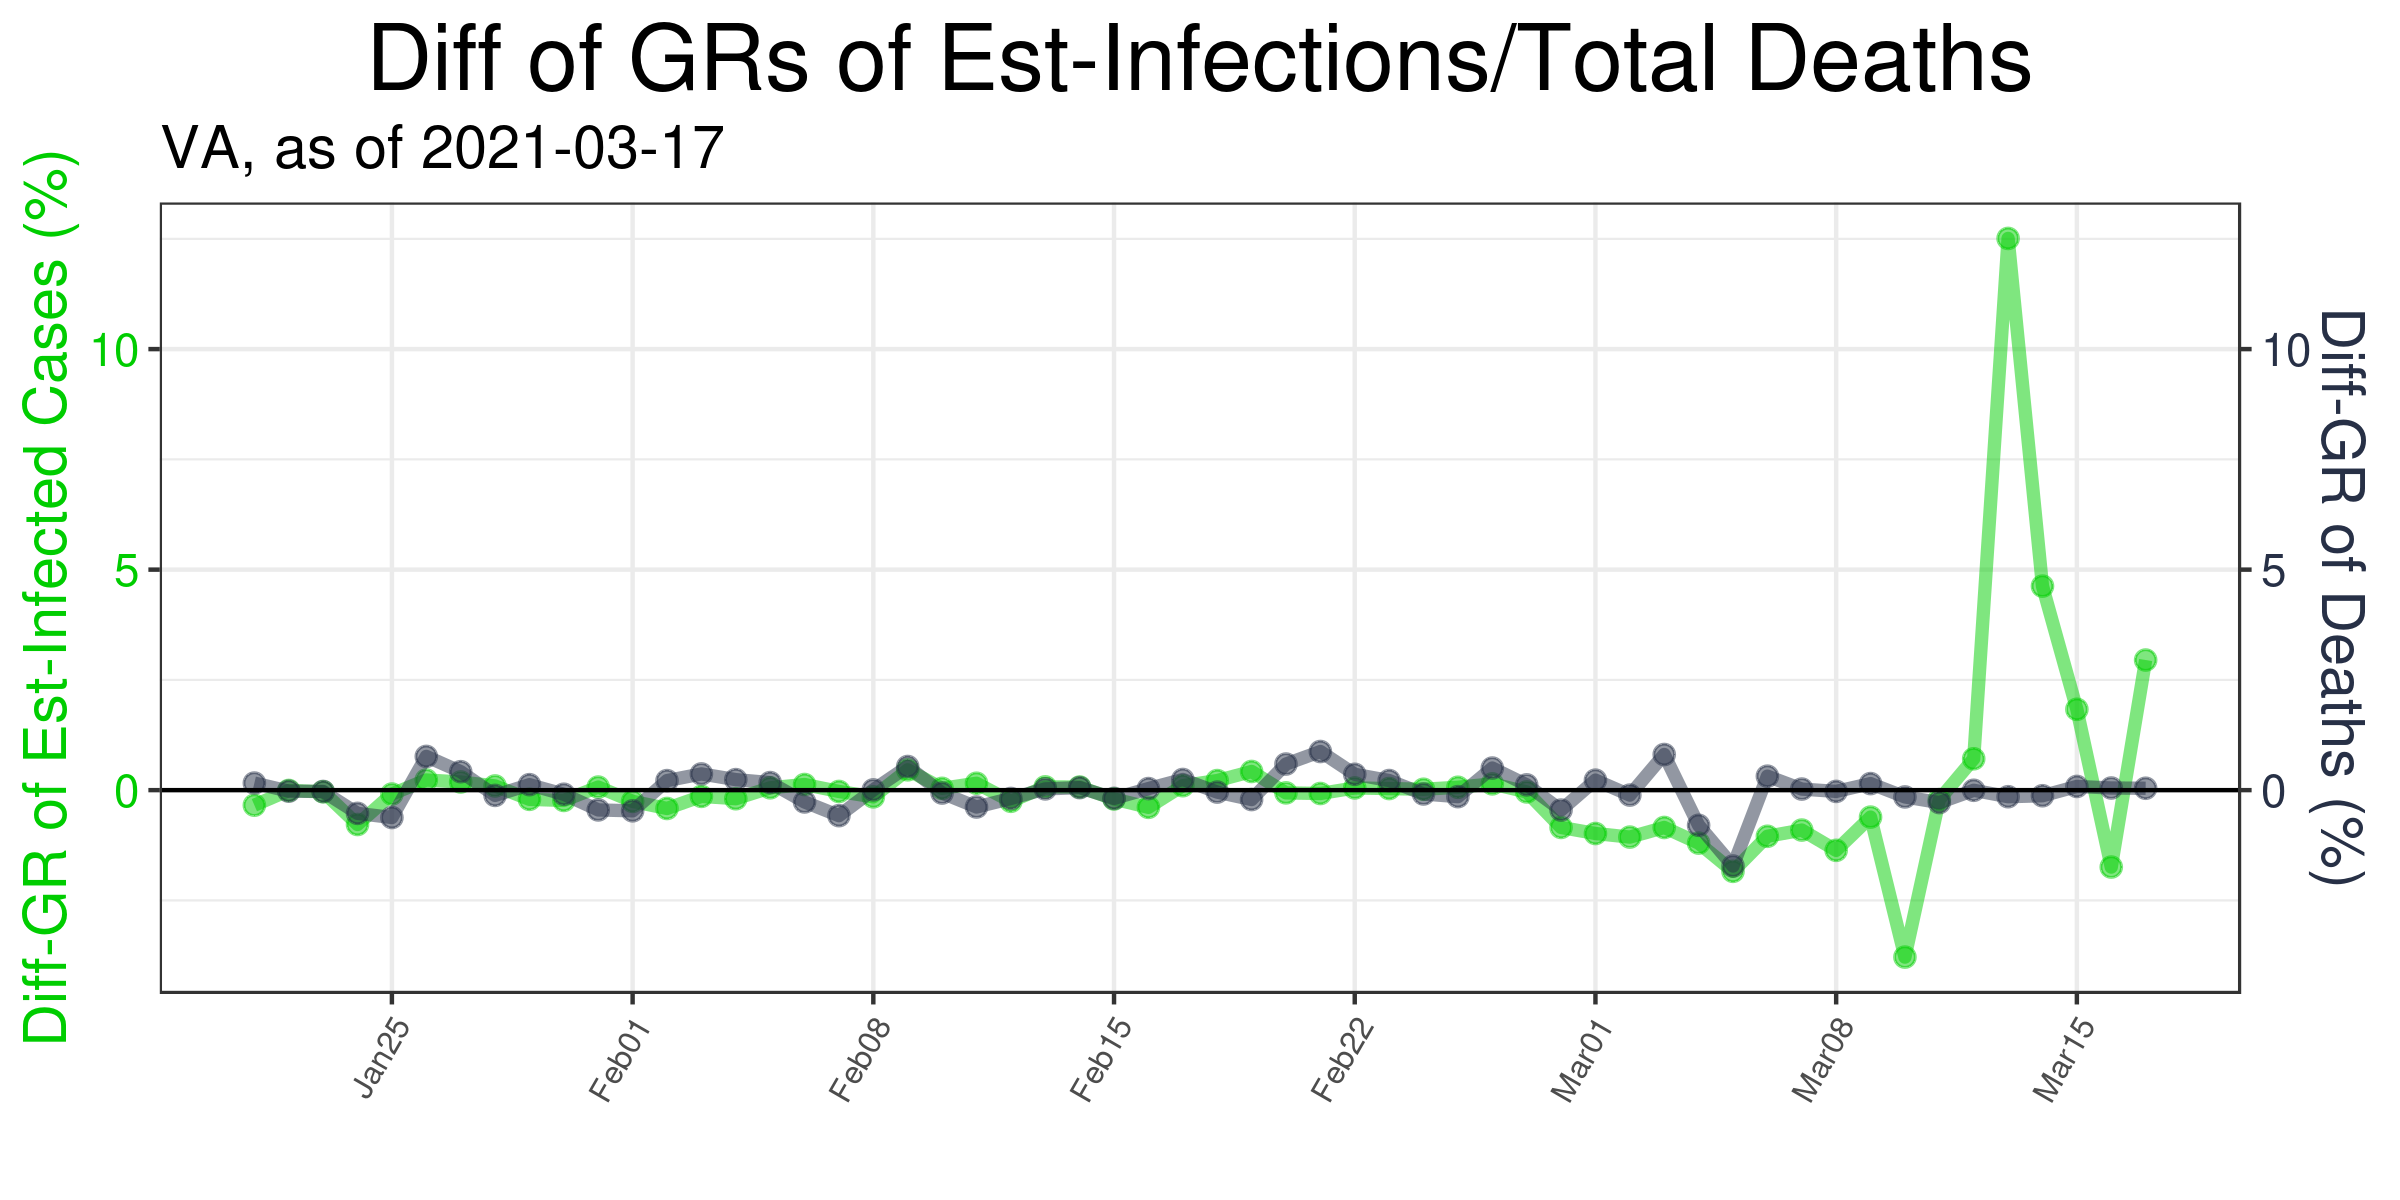 Diff of GRs of Est-Infections/Total Deaths
VA, as of 2021-03-17
Diff-GR of Est-Infected Cases (%)
10
5
0
10
5
0
Diff-GR of Deaths (%)
Jan25
Feb01
Feb08
Feb15
Feb22
Mar01
Mar08
Mar15